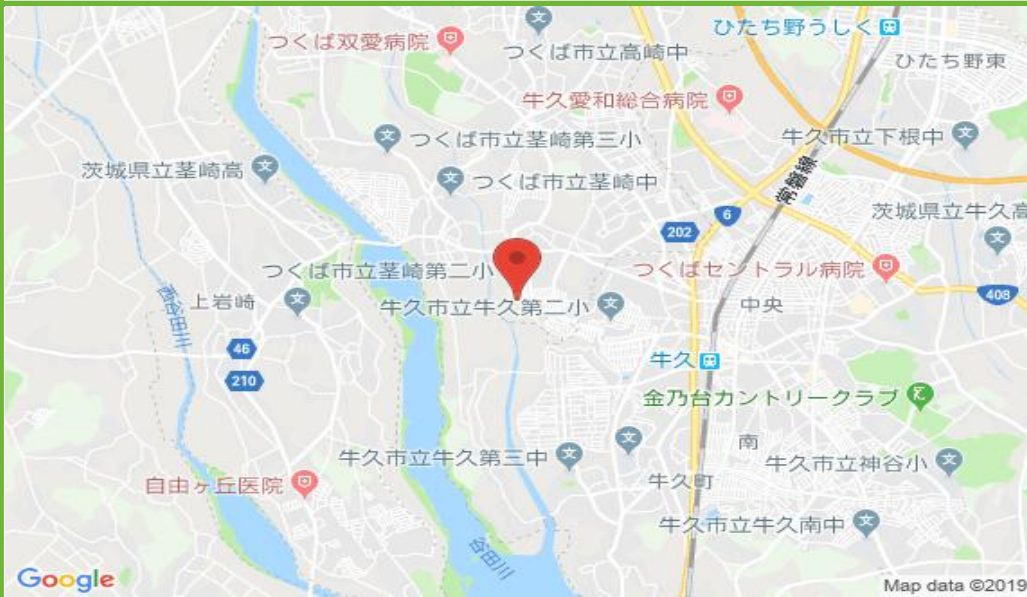 ひたち野うしく
つくば双愛病院
つくば市立高崎中
ひたち野東
牛久愛和総合病院
つくば市立茎崎第三小
牛久市立下根中
茨城県立茎崎高
つくば市立茎崎中
常磐線
6
茨城県立牛久高
202
つくば市立茎崎第二小
つくばセントラル病院
西谷田川
上岩崎
牛久市立牛久第二小
中央
408
46
牛久
210
金乃台カントリークラブ
南
牛久市立牛久第三中
牛久市立神谷小
自由ヶ丘医院
牛久町
牛久市立牛久南中
谷田川
Google
Map data ©2019